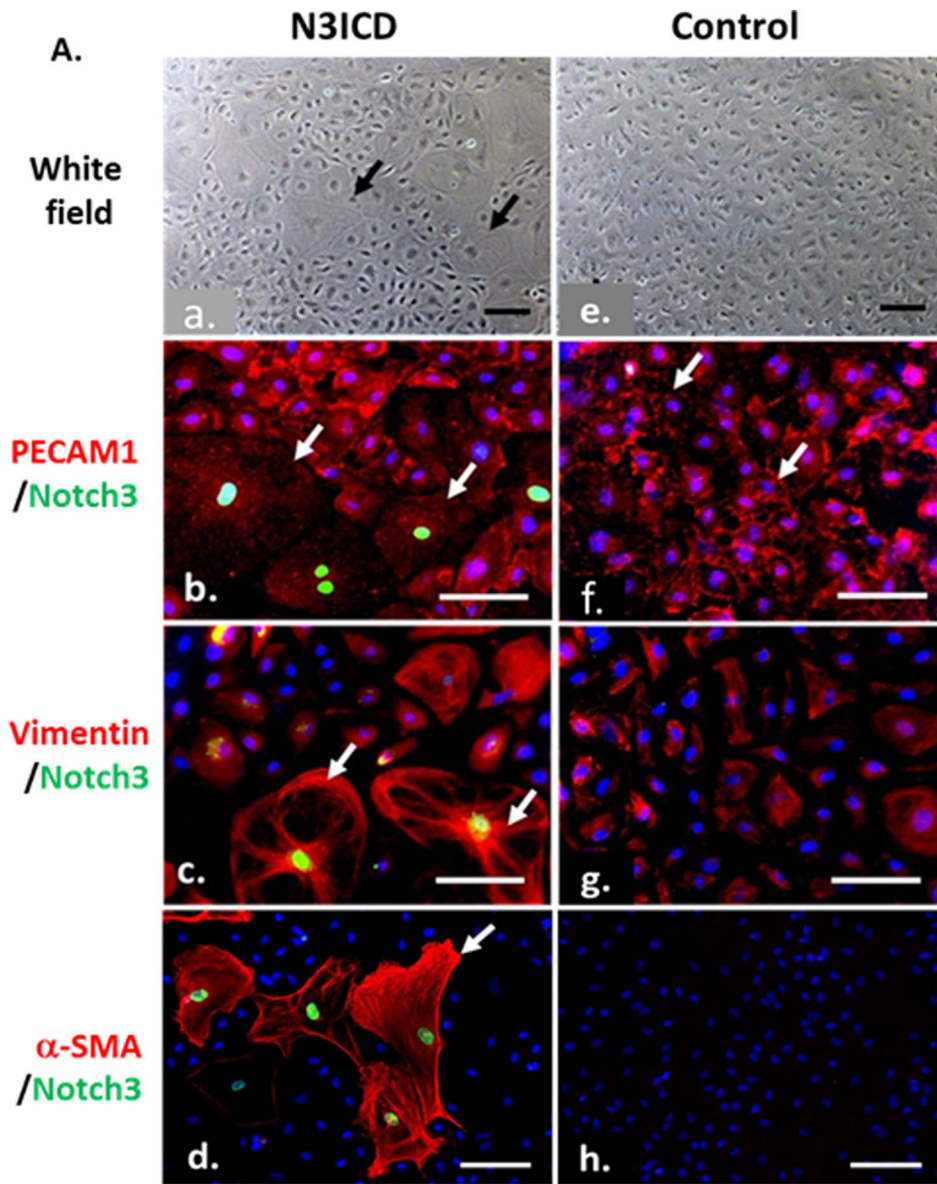 N3ICD Control
A.
White
field
a. e.
PECAM1
/Notch3
b. f.
Vimentin
/Notch3
c. g.
α-SMA
/Notch3
d. h.